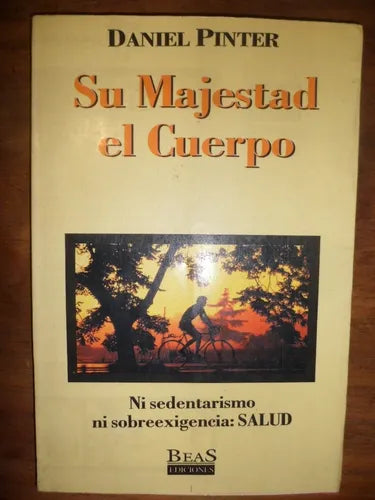 DANIEL PINTER
Su Majestad
el Cuerpo
Ni sedentarismo
ni sobreexigencia: SALUD
BEAS
EDICIONES